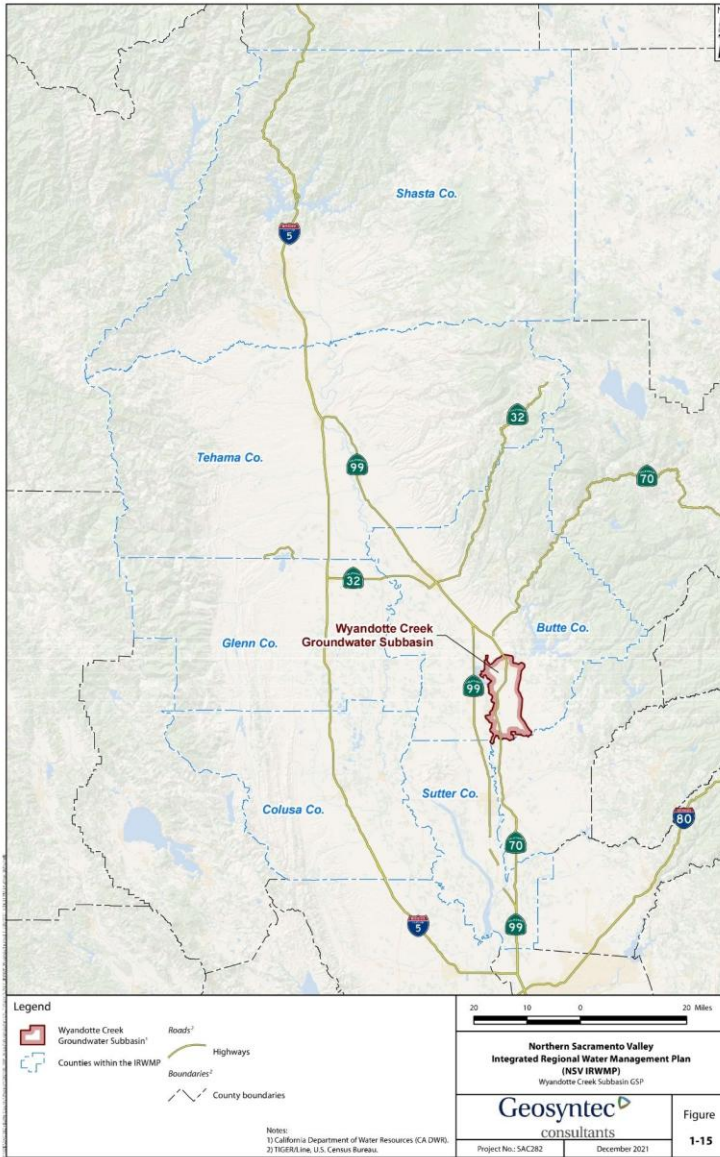 Shasta Co.
5
32
Tehama Co.
99
70
32
Wyandotte Creek
Groundwater Subbasin
Butte Co.
Glenn Co.
99
Sutter Co.
Colusa Co.
80
70
5
99
Legend
Wyandotte Creek
Groundwater Subbasin¹
Counties within the IRWMP
Roads²
Highways
Boundaries²
County boundaries
Notes:
1) California Department of Water Resources (CA DWR).
2) TIGER/Line, U.S. Census Bureau.
20 10 0 20 Miles
Northern Sacramento Valley
Integrated Regional Water Management Plan
(NSV IRWMP)
Wyandotte Creek Subbasin GSP
Geosyntec
consultants
Project No.: SAC282
December 2021
Figure
1-15